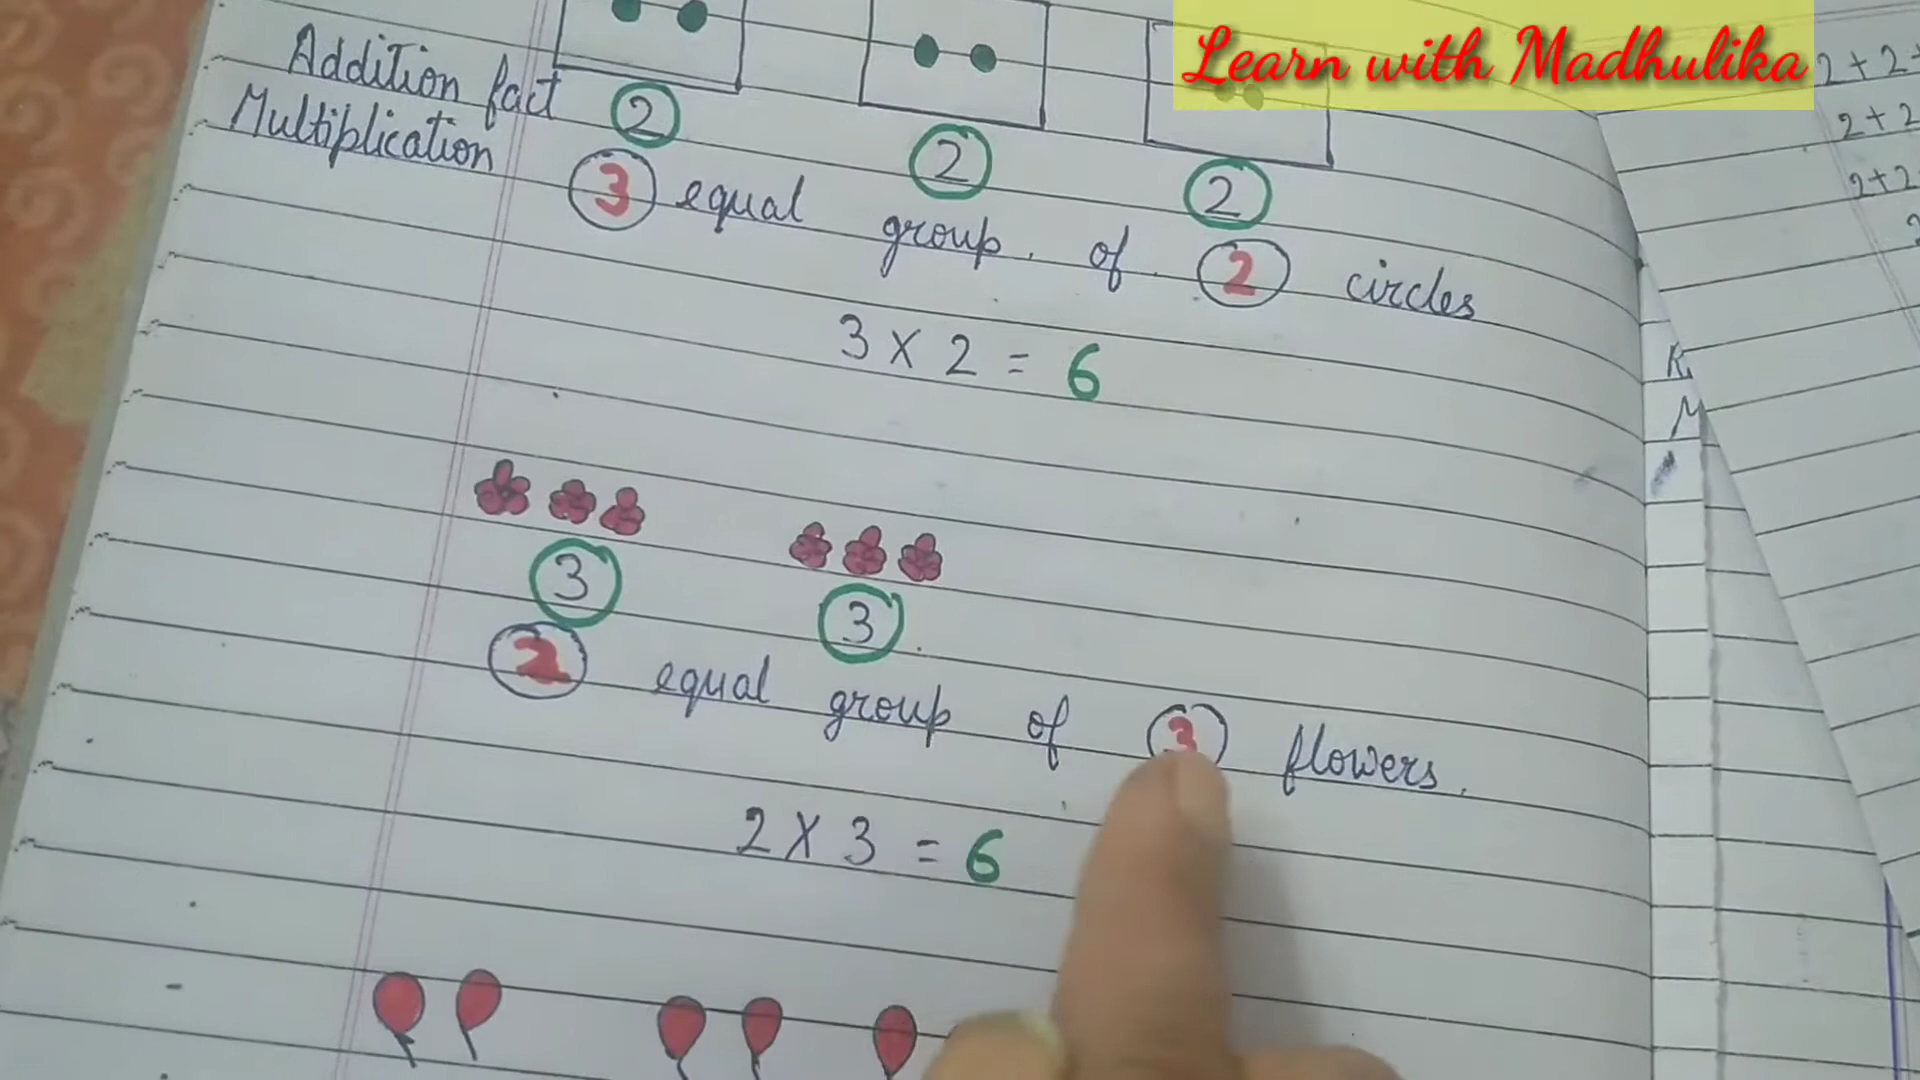 Learn with Madhulika
Addition fact
Multiplication
2 2 2
3 equal group of 2 circles
3 x 2 = 6
3 3
2 equal group of 3 flowers.
2 x 3 = 6
2 + 2 +
2 + 2
2 + 2